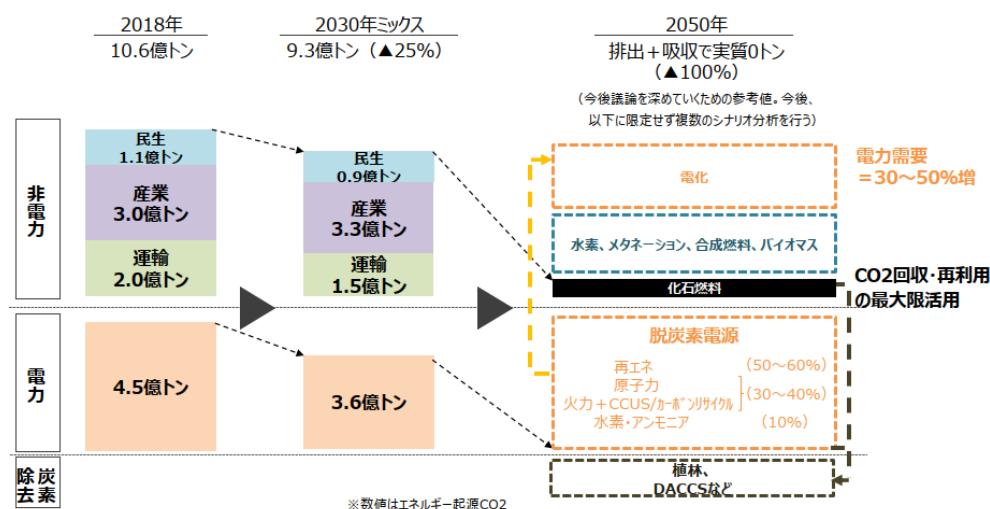 2018年
10.6億トン
2030年ミックス
9.3億トン（▲25%）
2050年
排出＋吸収で実質0トン
（▲100%）
（今後議論を深めていくための参考値。今後、
以下に限定せず複数のシナリオ分析を行う）
非電力
民生
1.1億トン
産業
3.0億トン
運輸
2.0億トン
民生
0.9億トン
産業
3.3億トン
運輸
1.5億トン
電化
電力需要
＝30～50%増
水素、メタネーション、合成燃料、バイオマス
化石燃料
CO2回収・再利用
の最大限活用
電力
4.5億トン
3.6億トン
脱炭素電源
再エネ （50～60%）
原子力
火力＋CCUS/カーボンリサイクル （30～40%）
水素・アンモニア （10%）
炭素除去
植林、
DACCSなど
※数値はエネルギー起源CO2